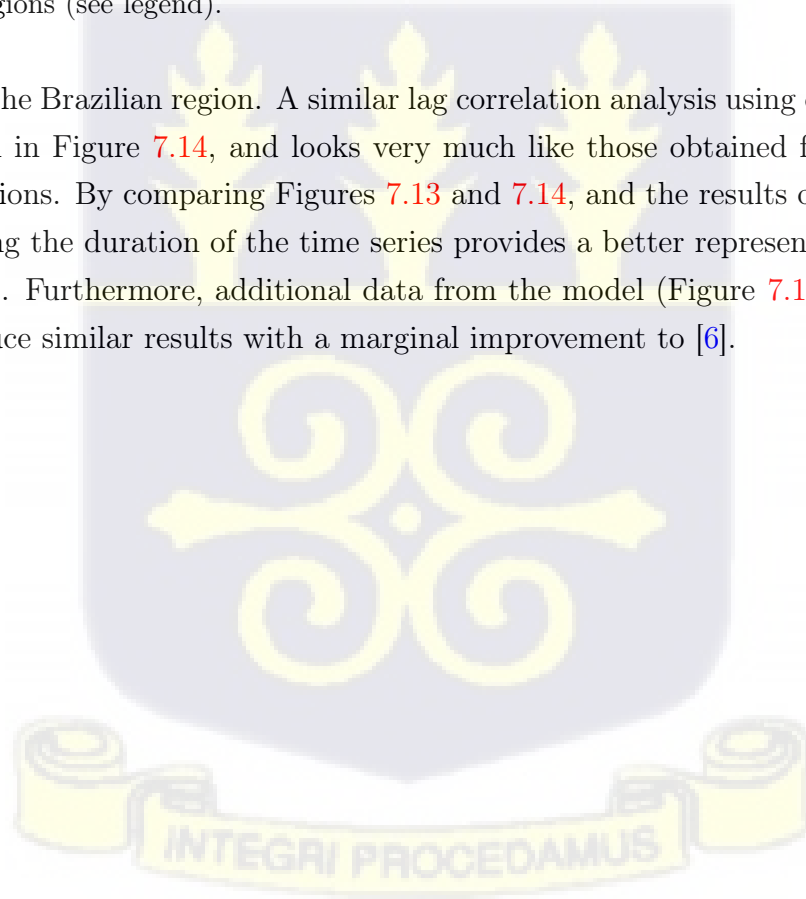 gions (see legend).
he Brazilian region. A similar lag correlation analysis using
in Figure 7.14, and looks very much like those obtained f
ions. By comparing Figures 7.13 and 7.14, and the results
ng the duration of the time series provides a better represen
. Furthermore, additional data from the model (Figure 7.1
uce similar results with a marginal improvement to [6].
INTEGRI PROCEDAMUS